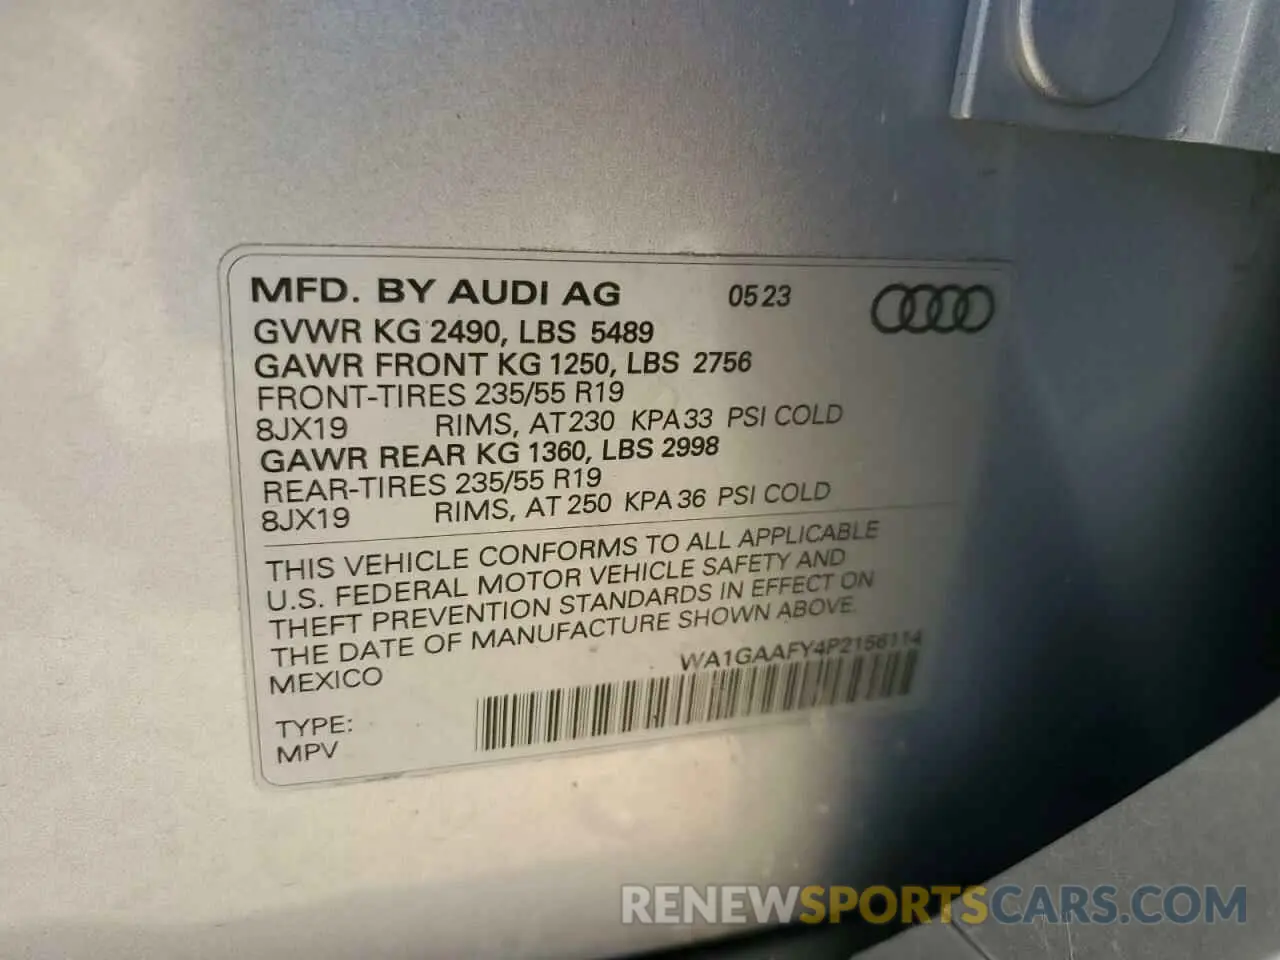 MFD. BY AUDI AG 0523
GVWR KG 2490, LBS 5489
GAWR FRONT KG 1250, LBS 2756
FRONT-TIRES 235/55 R19
8JX19 RIMS, AT 230 KPA 33 PSI COLD
GAWR REAR KG 1360, LBS 2998
REAR-TIRES 235/55 R19
8JX19 RIMS, AT 250 KPA 36 PSI COLD
THIS VEHICLE CONFORMS TO ALL APPLICABLE
U.S. FEDERAL MOTOR VEHICLE SAFETY AND
THEFT PREVENTION STANDARDS IN EFFECT ON
THE DATE OF MANUFACTURE SHOWN ABOVE.
MEXICO WA1GAAFY4P2156114
TYPE:
MPV
RENEWSPORTSCARS.COM